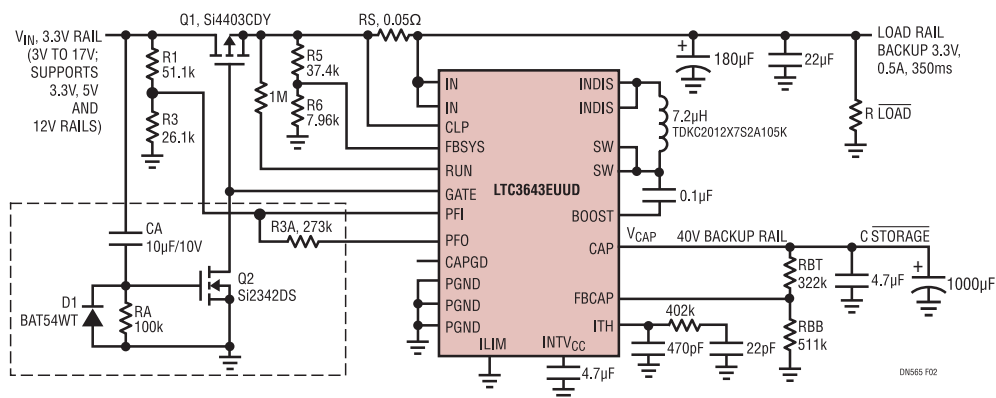 VIN, 3.3V RAIL
(3V TO 17V;
SUPPORTS
3.3V, 5V
AND
12V RAILS)
Q1, Si4403CDY
RS, 0.05Ω
LOAD RAIL
BACKUP 3.3V,
0.5A, 350ms
R1
51.1k
R3
26.1k
1M
R5
37.4k
R6
7.96k
+
180µF
22µF
R LOAD
IN
IN
CLP
FBSYS
RUN
GATE
PFI
PFO
CAPGD
PGND
PGND
PGND
ILIM
INTVCC
LTC3643EUUD
INDIS
INDIS
SW
SW
BOOST
CAP
FBCAP
ITH
7.2µH
TDKC2012X7S2A105K
0.1µF
VCAP
40V BACKUP RAIL
C STORAGE
RBT
322k
4.7µF
+
1000µF
RBB
511k
402k
470pF
22pF
4.7µF
R3A, 273k
CA
10µF/10V
Q2
Si2342DS
D1
BAT54WT
RA
100k
DN565 F02